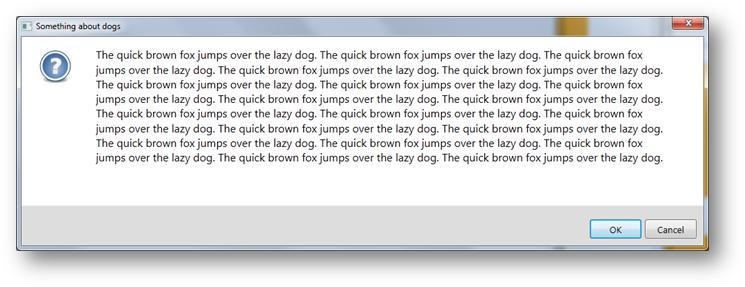 Something about dogs
The quick brown fox jumps over the lazy dog. The quick brown fox jumps over the lazy dog. The quick brown fox
jumps over the lazy dog. The quick brown fox jumps over the lazy dog. The quick brown fox jumps over the lazy dog.
The quick brown fox jumps over the lazy dog. The quick brown fox jumps over the lazy dog. The quick brown fox
jumps over the lazy dog. The quick brown fox jumps over the lazy dog. The quick brown fox jumps over the lazy dog.
The quick brown fox jumps over the lazy dog. The quick brown fox jumps over the lazy dog. The quick brown fox
jumps over the lazy dog. The quick brown fox jumps over the lazy dog. The quick brown fox jumps over the lazy dog.
The quick brown fox jumps over the lazy dog. The quick brown fox jumps over the lazy dog. The quick brown fox
jumps over the lazy dog. The quick brown fox jumps over the lazy dog. The quick brown fox jumps over the lazy dog.
OK Cancel